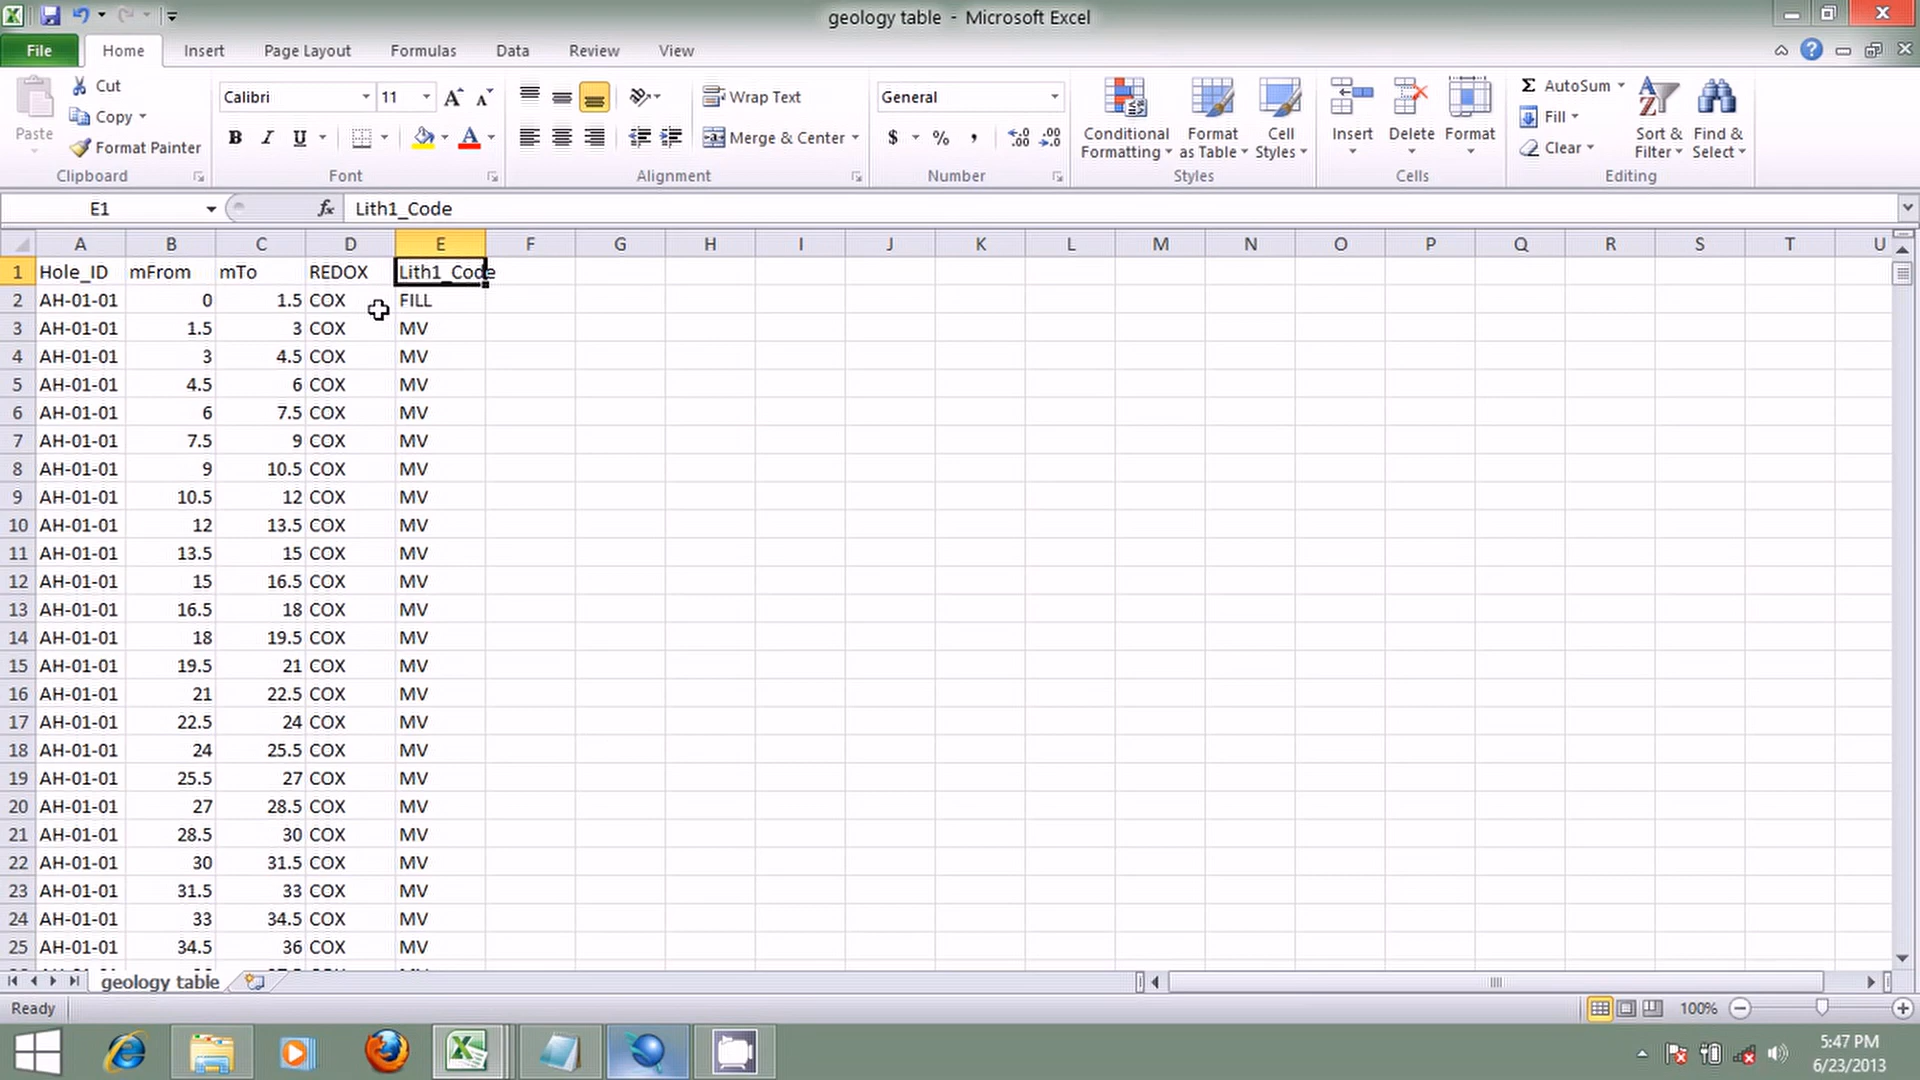 geology table - Microsoft Excel
File Home Insert Page Layout Formulas Data Review View
Paste
Cut
Copy
Format Painter
Clipboard
Calibri 11 A A
B I U A
Font
Wrap Text
Merge & Center
Alignment
General
$ % ,
Number
Conditional Formatting
Format as Table
Cell Styles
Styles
Insert
Delete
Format
Cells
Σ AutoSum
Fill
Clear
Sort & Filter
Find & Select
Editing
E1 fx Lith1_Code
A B C D E F G H I J K L M N O P Q R S T U
1 Hole_ID mFrom mTo REDOX Lith1_Code
2 AH-01-01 0 1.5 COX FILL
3 AH-01-01 1.5 3 COX MV
4 AH-01-01 3 4.5 COX MV
5 AH-01-01 4.5 6 COX MV
6 AH-01-01 6 7.5 COX MV
7 AH-01-01 7.5 9 COX MV
8 AH-01-01 9 10.5 COX MV
9 AH-01-01 10.5 12 COX MV
10 AH-01-01 12 13.5 COX MV
11 AH-01-01 13.5 15 COX MV
12 AH-01-01 15 16.5 COX MV
13 AH-01-01 16.5 18 COX MV
14 AH-01-01 18 19.5 COX MV
15 AH-01-01 19.5 21 COX MV
16 AH-01-01 21 22.5 COX MV
17 AH-01-01 22.5 24 COX MV
18 AH-01-01 24 25.5 COX MV
19 AH-01-01 25.5 27 COX MV
20 AH-01-01 27 28.5 COX MV
21 AH-01-01 28.5 30 COX MV
22 AH-01-01 30 31.5 COX MV
23 AH-01-01 31.5 33 COX MV
24 AH-01-01 33 34.5 COX MV
25 AH-01-01 34.5 36 COX MV
geology table
Ready 100%
5:47 PM
6/23/2013